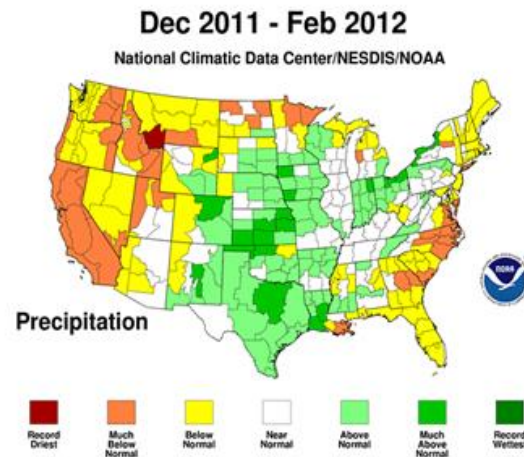 Dec 2011 - Feb 2012
National Climatic Data Center/NESDIS/NOAA
NOAA
Precipitation
Record
Driest
Much
Below
Normal
Below
Normal
Near
Normal
Above
Normal
Much
Above
Normal
Record
Wettest